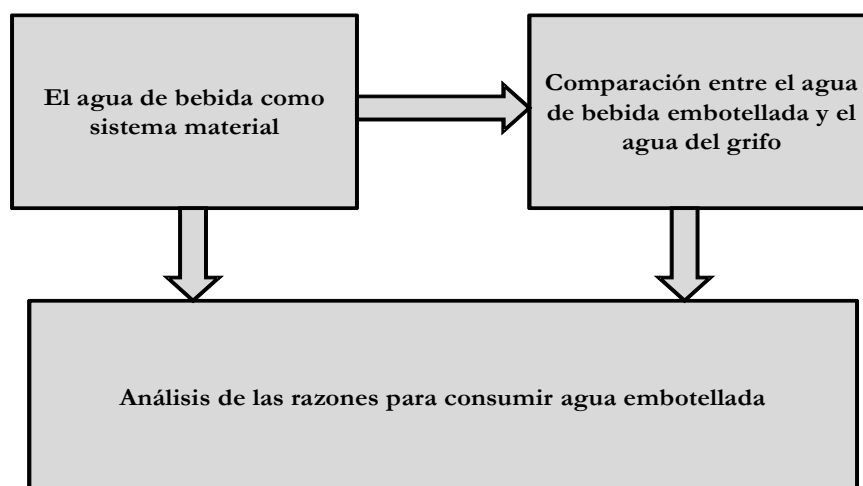 El agua de bebida como
sistema material
Comparación entre el agua
de bebida embotellada y el
agua del grifo
Análisis de las razones para consumir agua embotellada